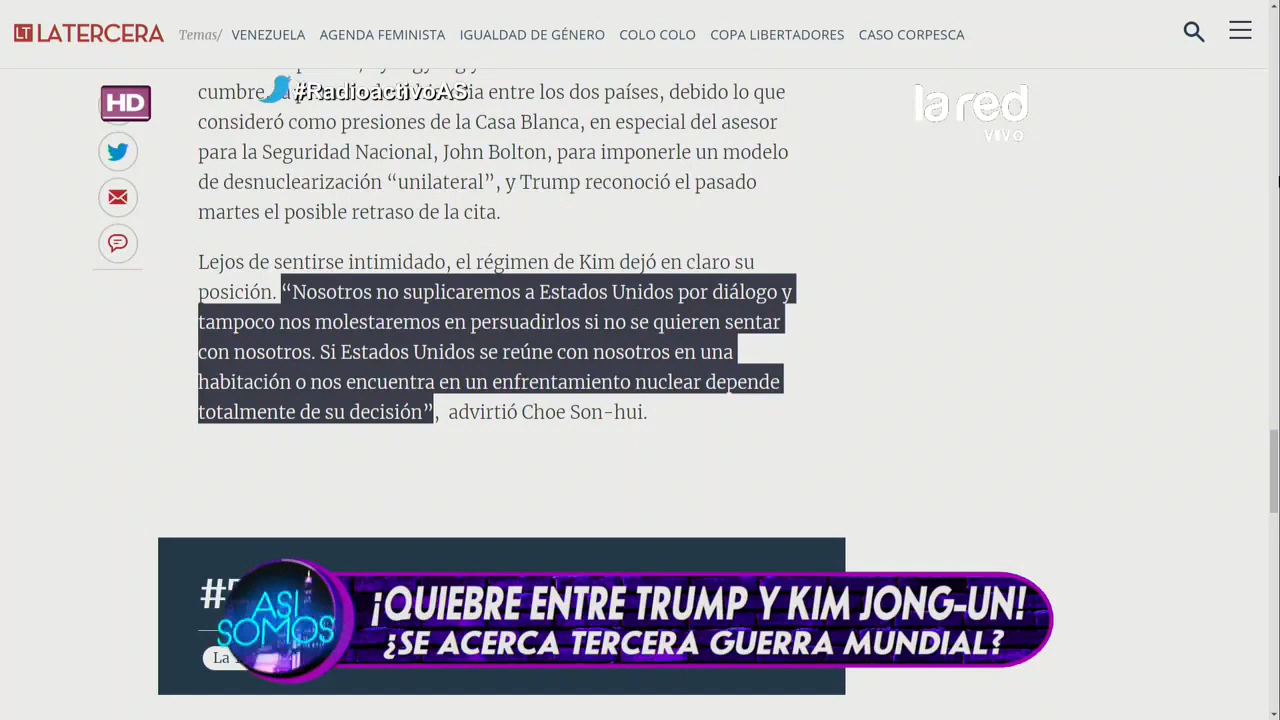 LT LATERCERA Temas/ VENEZUELA AGENDA FEMINISTA IGUALDAD DE GÉNERO COLO COLO COPA LIBERTADORES CASO CORPESCA
HD
#RadioactivoAS
la red
VIVO
cumbre entre los dos países, debido lo que
consideró como presiones de la Casa Blanca, en especial del asesor
para la Seguridad Nacional, John Bolton, para imponerle un modelo
de desnuclearización “unilateral”, y Trump reconoció el pasado
martes el posible retraso de la cita.
Lejos de sentirse intimidado, el régimen de Kim dejó en claro su
posición. “Nosotros no suplicaremos a Estados Unidos por diálogo y
tampoco nos molestaremos en persuadirlos si no se quieren sentar
con nosotros. Si Estados Unidos se reúne con nosotros en una
habitación o nos encuentra en un enfrentamiento nuclear depende
totalmente de su decisión”, advirtió Choe Son-hui.
ASI
SOMOS
¡QUIEBRE ENTRE TRUMP Y KIM JONG-UN!
¿SE ACERCA TERCERA GUERRA MUNDIAL?
La